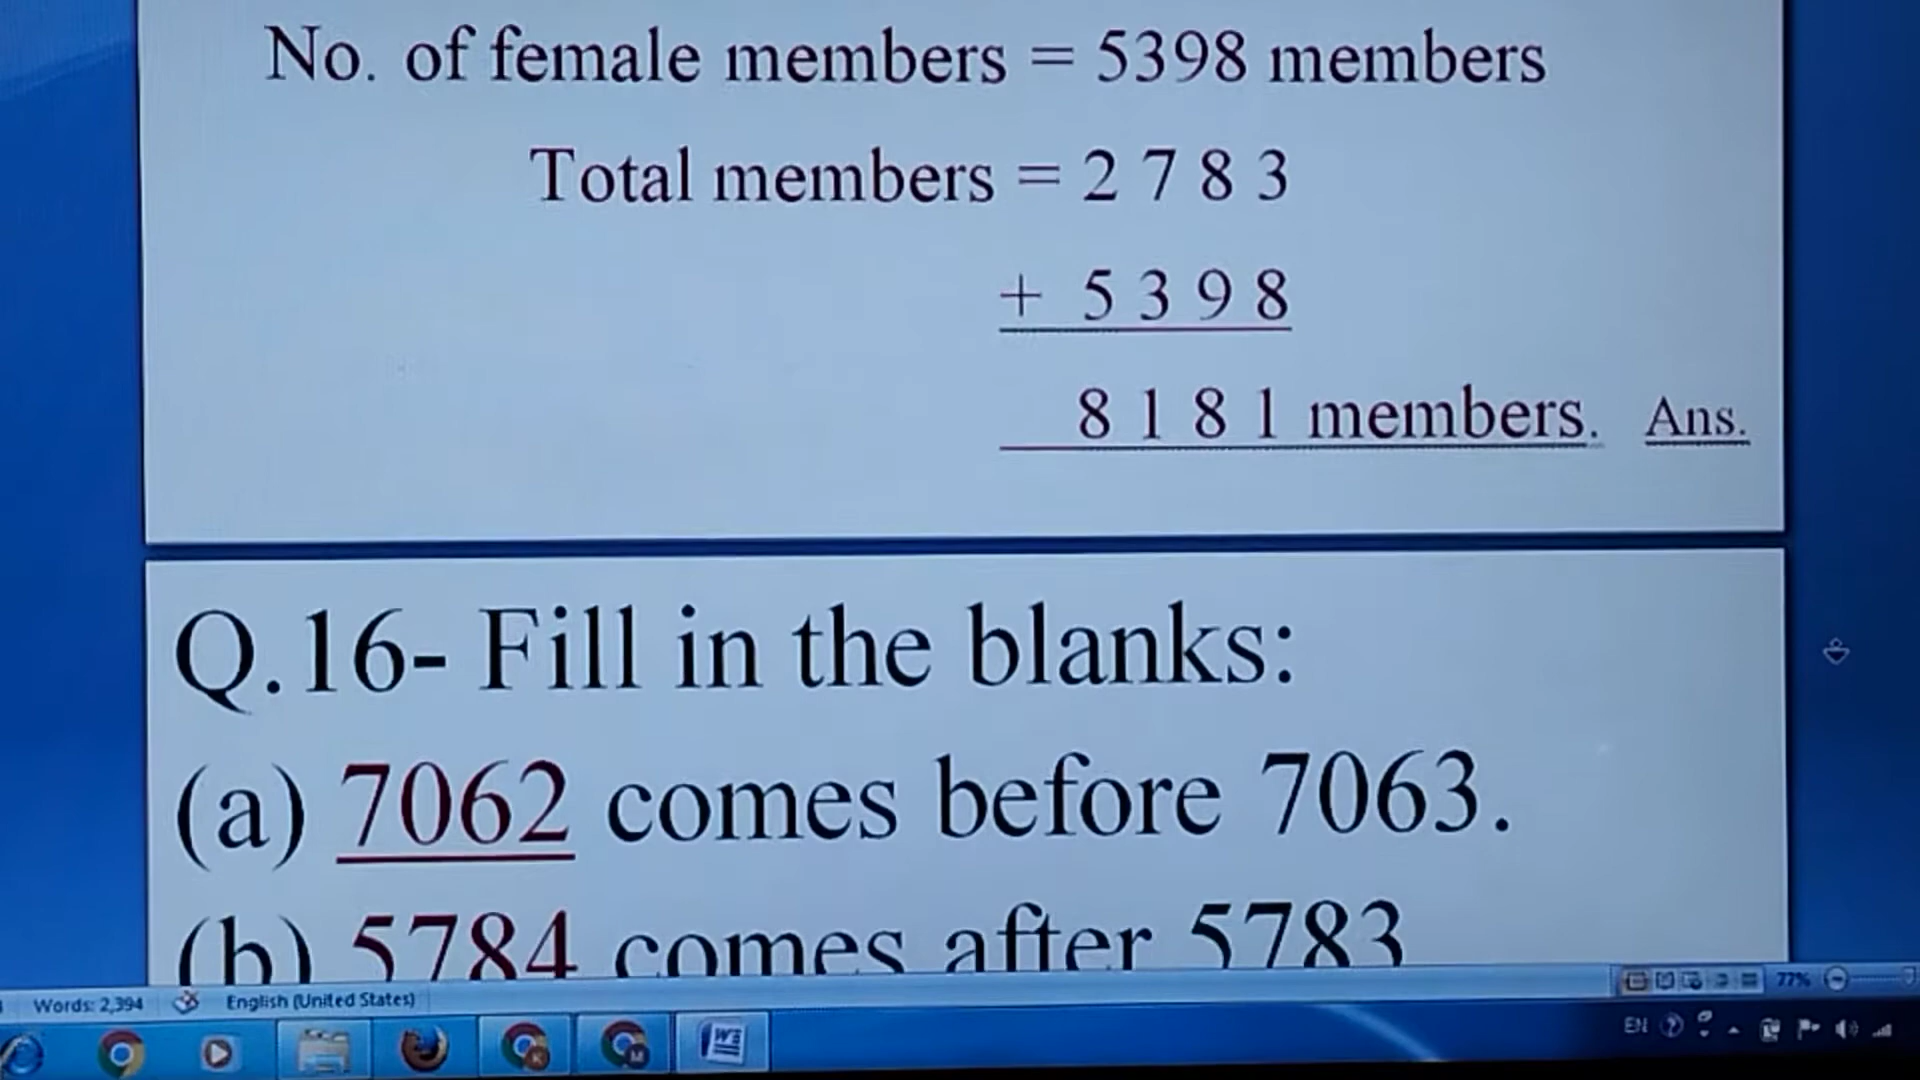 No. of female members = 5398 members
Total members = 2 7 8 3
+ 5 3 9 8
8 1 8 1 members. Ans.
Q.16- Fill in the blanks:
(a) 7062 comes before 7063.
(b) 5784 comes after 5783
Words: 2,394 English (United States) 77%
EN